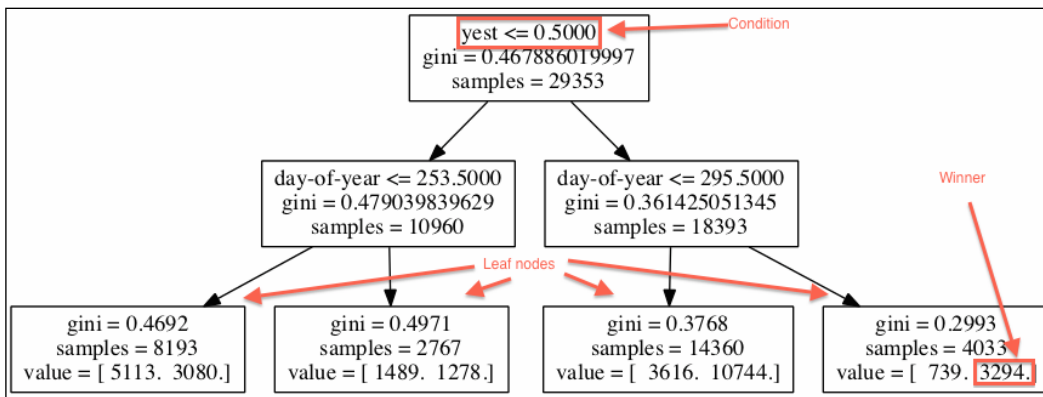 yest <= 0.5000
Condition
gini = 0.467886019997
samples = 29353
day-of-year <= 253.5000
gini = 0.479039839629
samples = 10960
day-of-year <= 295.5000
gini = 0.361425051345
samples = 18393
Winner
Leaf nodes
gini = 0.4692
samples = 8193
value = [ 5113. 3080.]
gini = 0.4971
samples = 2767
value = [ 1489. 1278.]
gini = 0.3768
samples = 14360
value = [ 3616. 10744.]
gini = 0.2993
samples = 4033
value = [ 739. 3294.]